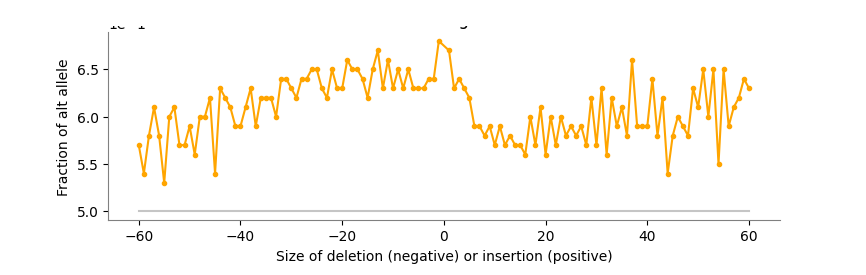 6.5
6.0
5.5
5.0
Fraction of alt allele
−60 −40 −20 0 20 40 60
Size of deletion (negative) or insertion (positive)